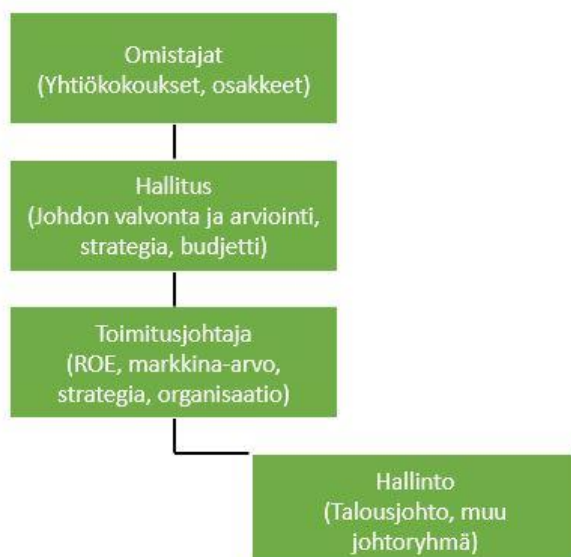 Omistajat
(Yhtiökokoukset, osakkeet)
Hallitus
(Johdon valvonta ja arviointi,
strategia, budjetti)
Toimitusjohtaja
(ROE, markkina-arvo,
strategia, organisaatio)
Hallinto
(Talousjohto, muu
johtoryhmä)